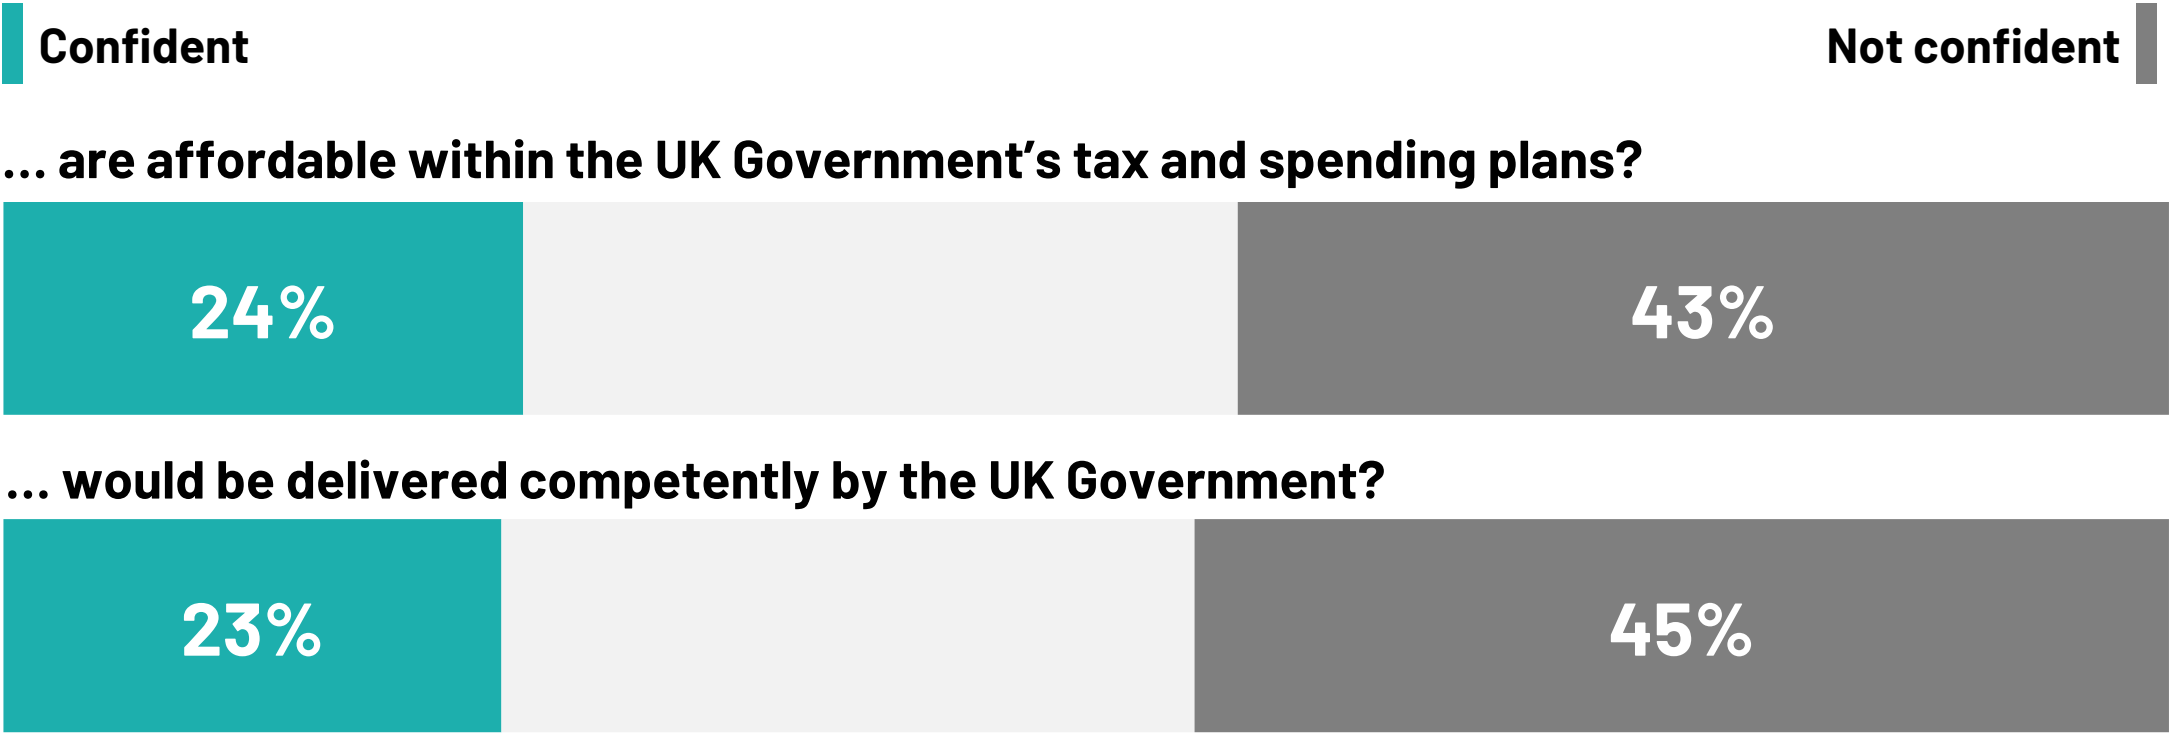 Confident
Not confident
... are affordable within the UK Government’s tax and spending plans?
24%
43%
... would be delivered competently by the UK Government?
23%
45%